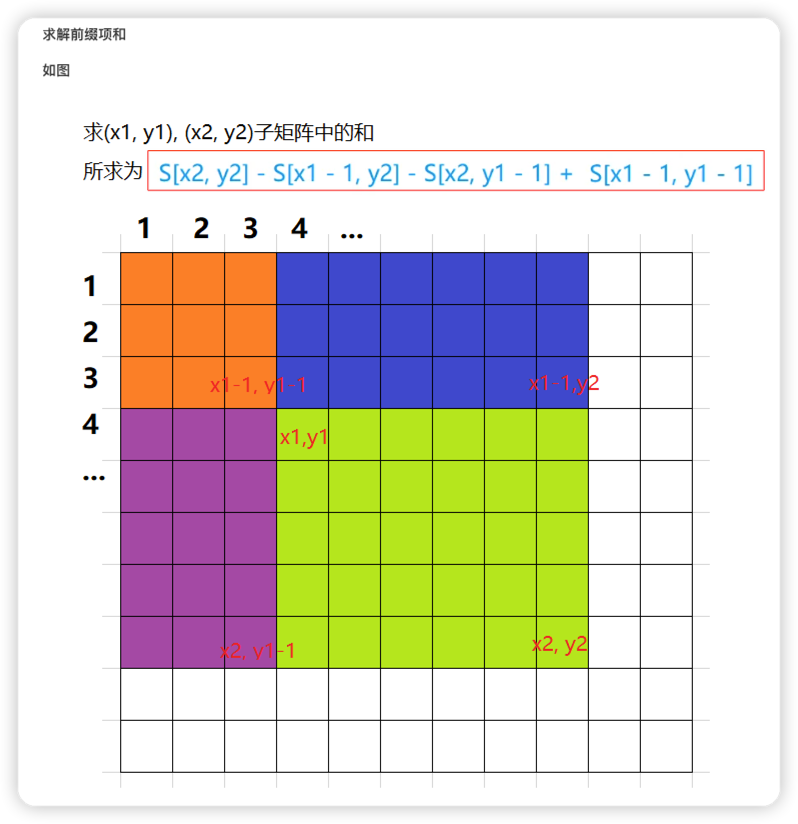 求解前缀项和
如图
求(x1, y1), (x2, y2)子矩阵中的和
所求为 S[x2, y2] - S[x1 - 1, y2] - S[x2, y1 - 1] + S[x1 - 1, y1 - 1]
1 2 3 4 ...
1
2
3
x1-1, y1-1 x1-1,y2
4
x1,y1
...
x2, y1-1 x2, y2